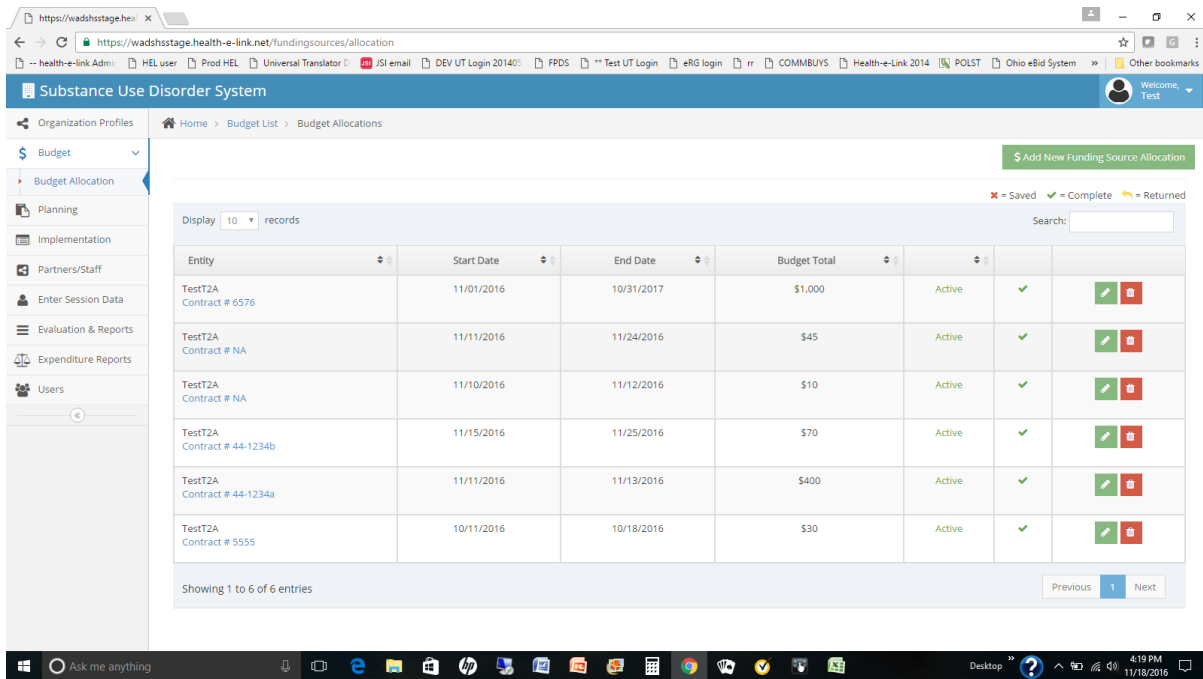 https://wadshsstage.heal
https://wadshsstage.health-e-link.net/fundingsources/allocation
-- health-e-link Admin HEL user Prod HEL Universal Translator D JSI JSI email DEV UT Login 201405 FPDS ** Test UT Login eRG login rr COMMBUYS Health-e-Link 2014 POLST Ohio eBid System » Other bookmarks
Substance Use Disorder System
Welcome,
Test
Organization Profiles
Home > Budget List > Budget Allocations
Budget
$ Add New Funding Source Allocation
Budget Allocation
= Saved = Complete = Returned
Planning
Display 10 records Search:
Implementation
Entity Start Date End Date Budget Total
Partners/Staff
TestT2A 11/01/2016 10/31/2017 $1,000 Active
Contract # 6576
Enter Session Data
Evaluation & Reports
TestT2A 11/11/2016 11/24/2016 $45 Active
Contract # NA
Expenditure Reports
TestT2A 11/10/2016 11/12/2016 $10 Active
Users
Contract # NA
TestT2A 11/15/2016 11/25/2016 $70 Active
Contract # 44-1234b
TestT2A 11/11/2016 11/13/2016 $400 Active
Contract # 44-1234a
TestT2A 10/11/2016 10/18/2016 $30 Active
Contract # 5555
Showing 1 to 6 of 6 entries
Previous 1 Next
Ask me anything
hp
Desktop »
4:19 PM
11/18/2016